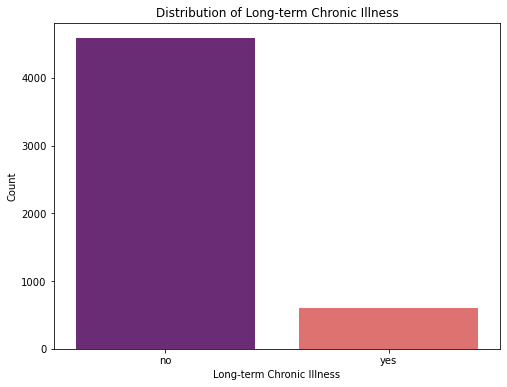 Distribution of Long-term Chronic Illness
Count
4000
3000
2000
1000
0
no
yes
Long-term Chronic Illness